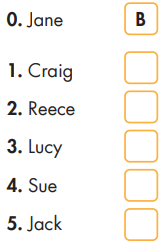 0. Jane B
1. Craig
2. Reece
3. Lucy
4. Sue
5. Jack